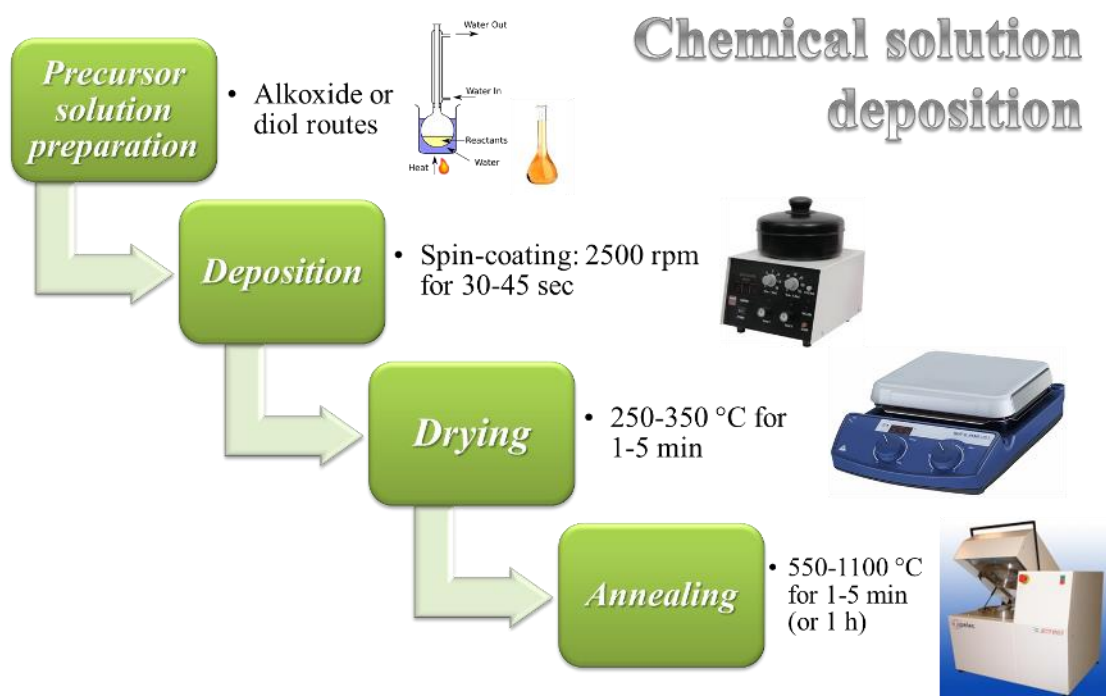 Chemical solution
deposition
Precursor
solution
preparation
• Alkoxide or
diol routes
Water Out
Water In
Reactants
Water
Heat
Deposition
• Spin-coating: 2500 rpm
for 30-45 sec
Drying
• 250-350 °C for
1-5 min
Annealing
• 550-1100 °C
for 1-5 min
(or 1 h)